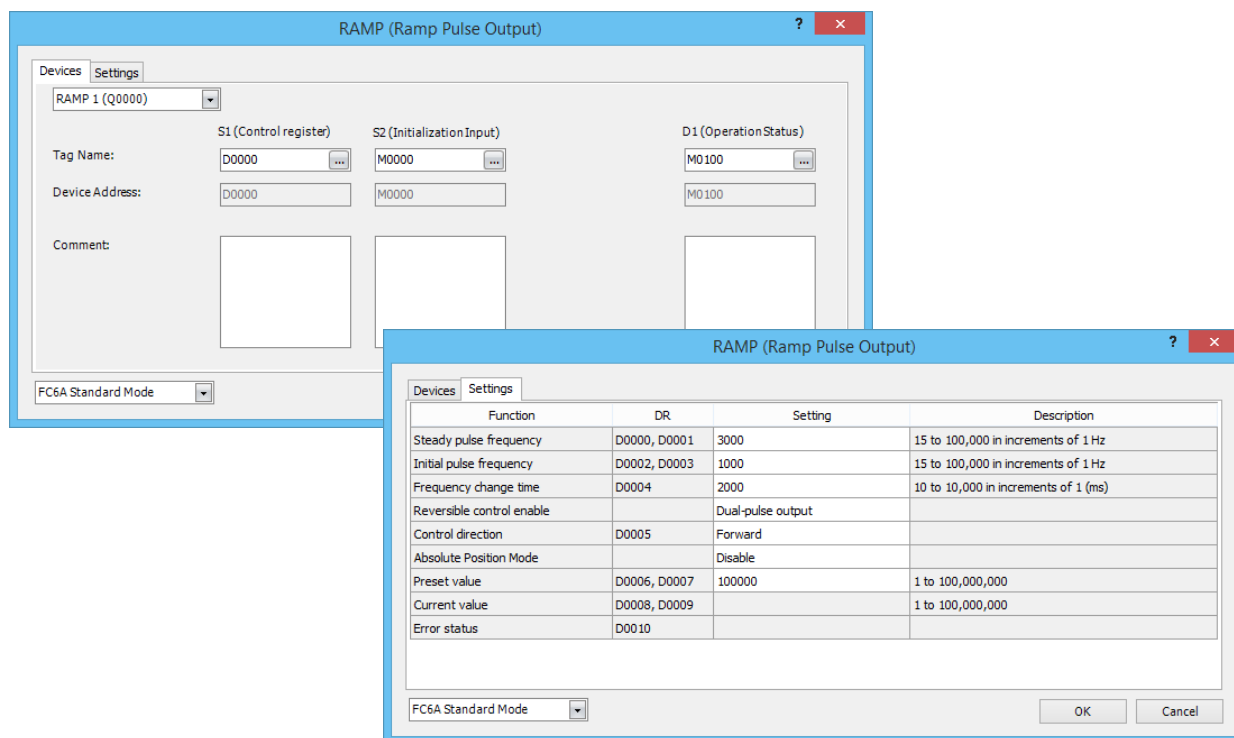 RAMP (Ramp Pulse Output) ?
Devices Settings
RAMP 1 (Q0000)
S1 (Control register) S2 (Initialization Input) D1 (Operation Status)
Tag Name: D0000 ... M0000 ... M0100 ...
Device Address: D0000 M0000 M0100
Comment:
FC6A Standard Mode
RAMP (Ramp Pulse Output) ?
Devices Settings
Function DR Setting Description
Steady pulse frequency D0000, D0001 3000 15 to 100,000 in increments of 1 Hz
Initial pulse frequency D0002, D0003 1000 15 to 100,000 in increments of 1 Hz
Frequency change time D0004 2000 10 to 10,000 in increments of 1 (ms)
Reversible control enable Dual-pulse output
Control direction D0005 Forward
Absolute Position Mode Disable
Preset value D0006, D0007 100000 1 to 100,000,000
Current value D0008, D0009 1 to 100,000,000
Error status D0010
FC6A Standard Mode OK Cancel